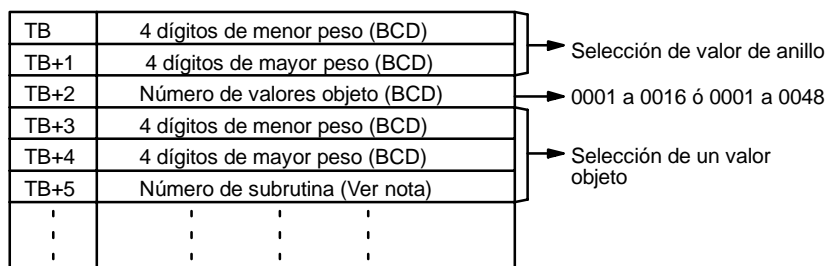 TB 4 dígitos de menor peso (BCD)
TB+1 4 dígitos de mayor peso (BCD)
Selección de valor de anillo
TB+2 Número de valores objeto (BCD)
0001 a 0016 ó 0001 a 0048
TB+3 4 dígitos de menor peso (BCD)
TB+4 4 dígitos de mayor peso (BCD)
Selección de un valor
objeto
TB+5 Número de subrutina (Ver nota)